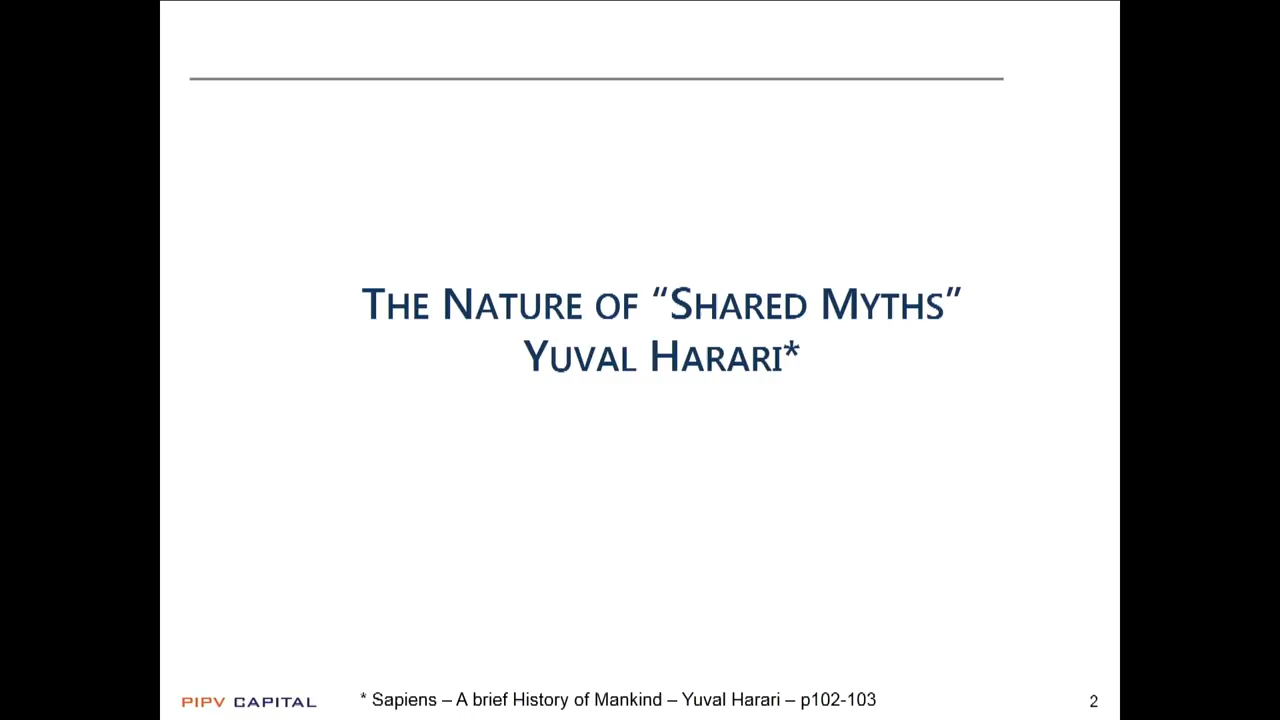 THE NATURE OF “SHARED MYTHS”
YUVAL HARARI*
PIPV CAPITAL
* Sapiens – A brief History of Mankind – Yuval Harari – p102-103
2